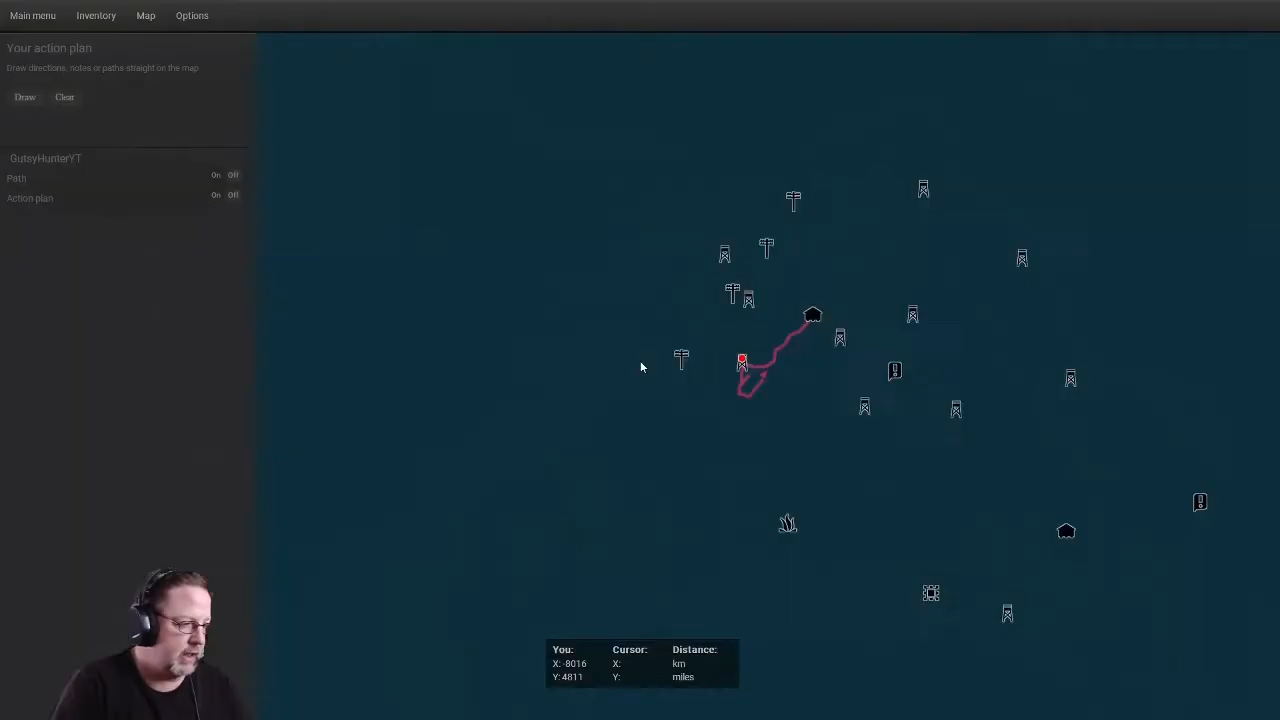 Main menu Inventory Map Options
Your action plan
Draw directions, notes or paths straight on the map
Draw Clear
GutsyHunterYT
Path On Off
Action plan On Off
You: Cursor: Distance:
X: -8016 X: km
Y: 4811 Y: miles